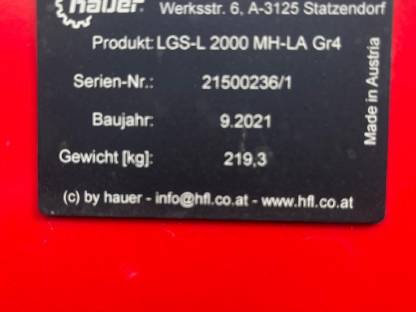 hauer
Werksstr. 6, A-3125 Statzendorf
Produkt: LGS-L 2000 MH-LA Gr4
Serien-Nr.: 21500236/1
Baujahr: 9.2021
Gewicht [kg]: 219,3
(c) by hauer - info@hfl.co.at - www.hfl.co.at
Made in Austria